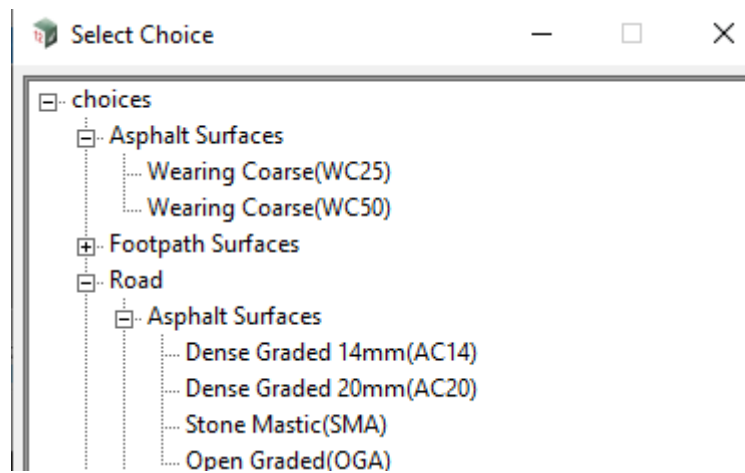 Select Choice
choices
Asphalt Surfaces
Wearing Coarse(WC25)
Wearing Coarse(WC50)
Footpath Surfaces
Road
Asphalt Surfaces
Dense Graded 14mm(AC14)
Dense Graded 20mm(AC20)
Stone Mastic(SMA)
Open Graded(OGA)